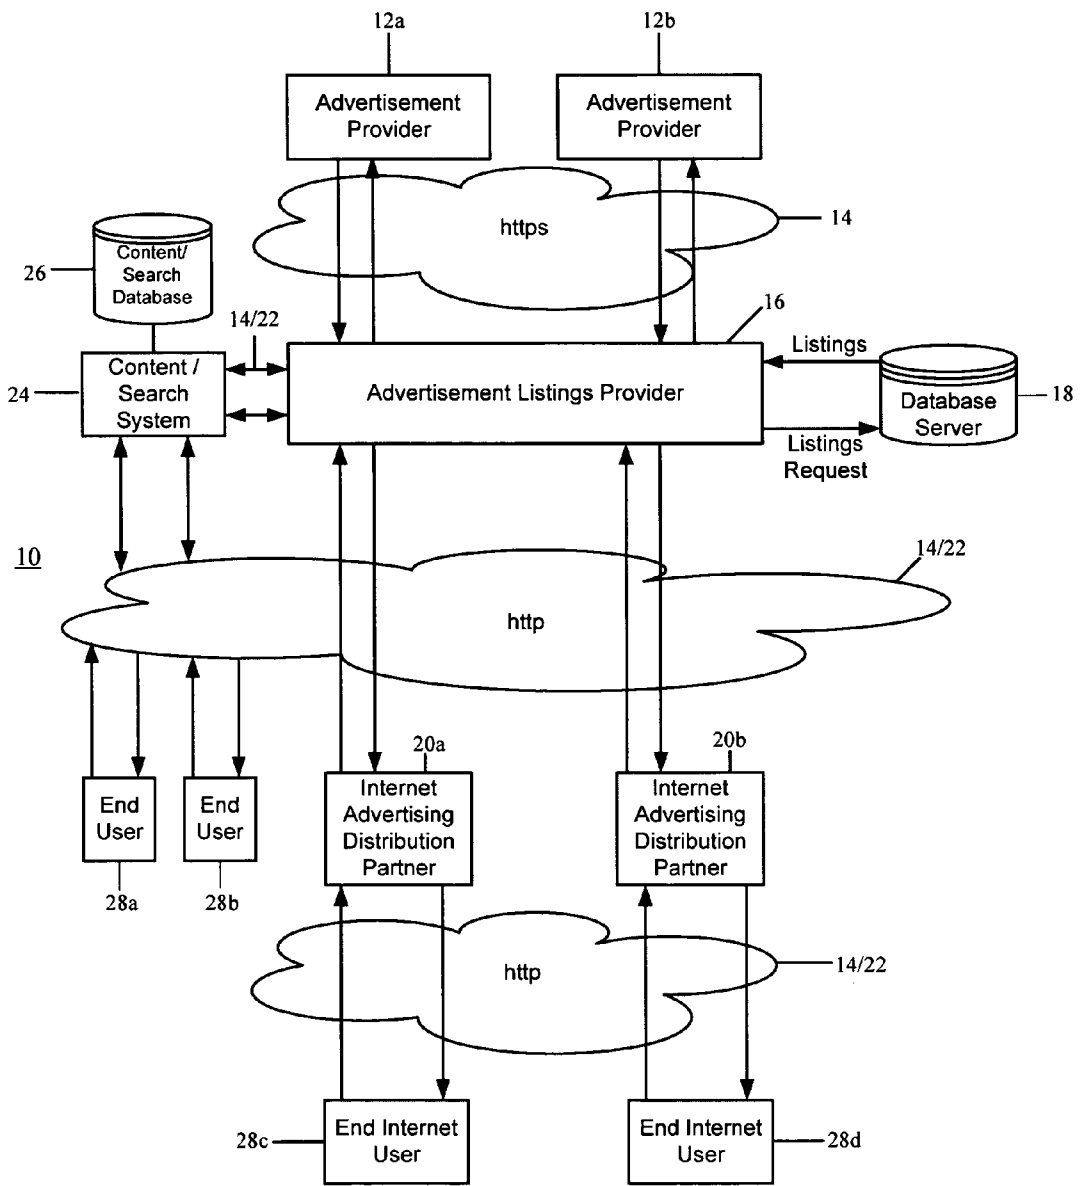 12a
12b
Advertisement
Provider
Advertisement
Provider
https
14
Content/
Search
Database
26
14/22
16
Listings
Content /
Search
System
24
Advertisement Listings Provider
Database
Server
18
Listings
Request
10
14/22
http
20a
20b
End
User
End
User
Internet
Advertising
Distribution
Partner
Internet
Advertising
Distribution
Partner
28a
28b
http
14/22
28c
End Internet
User
End Internet
User
28d